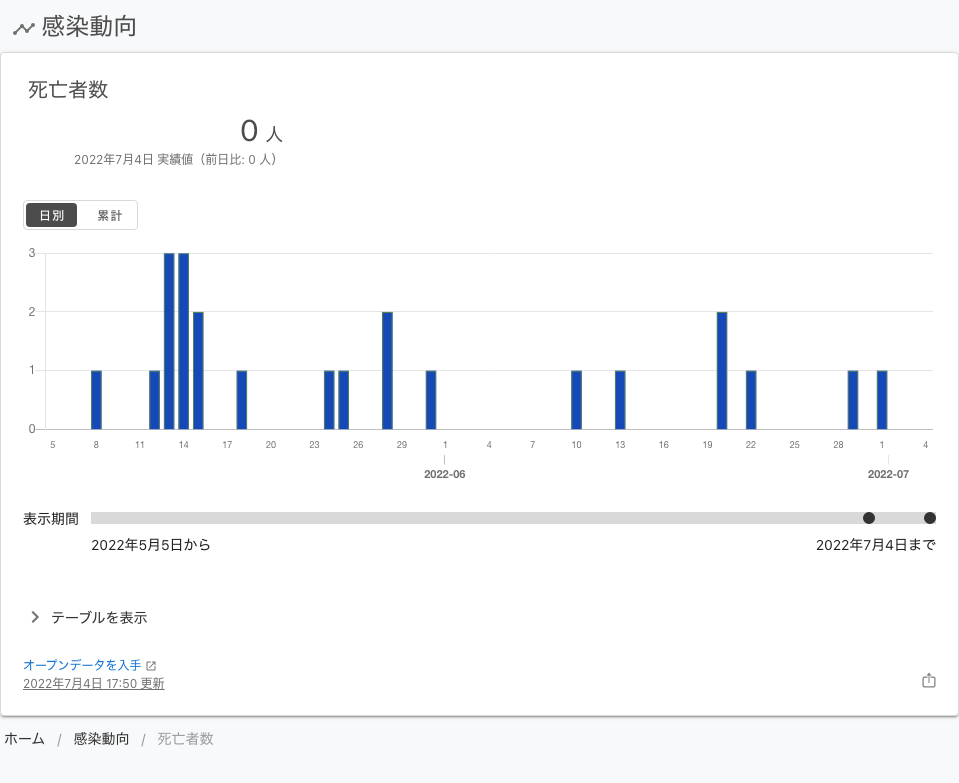 感染動向
死亡者数
0 人
2022年7月4日 実績値（前日比: 0 人）
日別 累計
3
2
1
0
5 8 11 14 17 20 23 26 29 1 4 7 10 13 16 19 22 25 28 1 4
2022-06 2022-07
表示期間
2022年5月5日から 2022年7月4日まで
テーブルを表示
オープンデータを入手
2022年7月4日 17:50 更新
ホーム / 感染動向 / 死亡者数